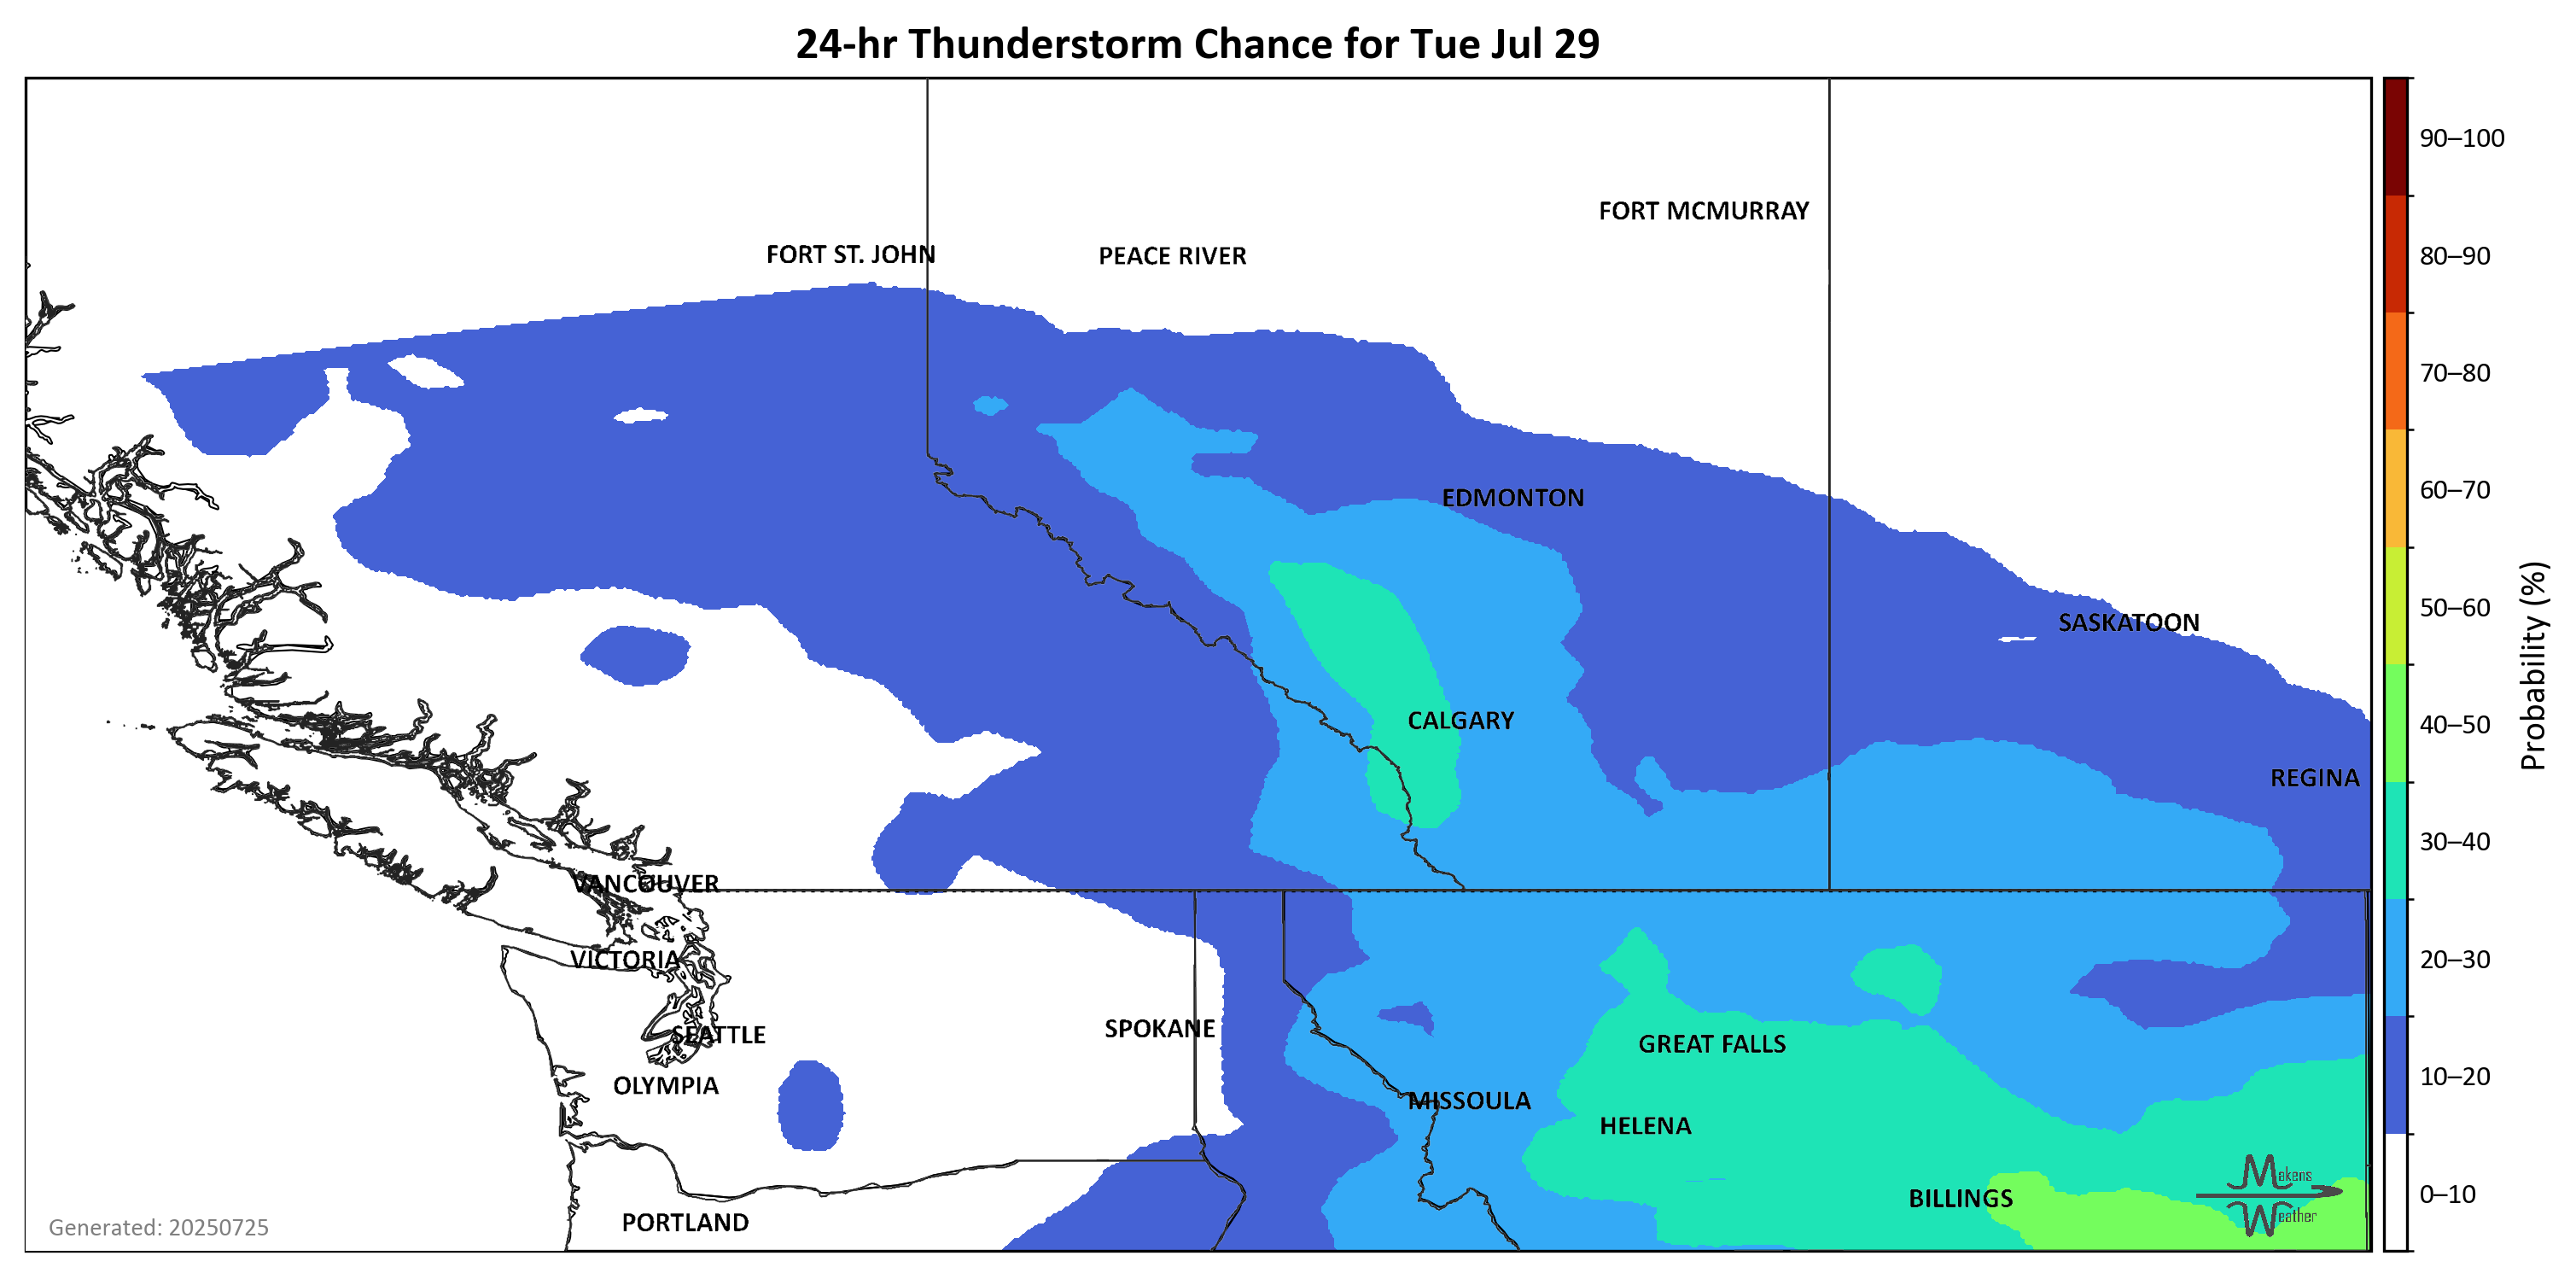 24-hr Thunderstorm Chance for Tue Jul 29
90–100
FORT MCMURRAY
FORT ST. JOHN
PEACE RIVER
80–90
70–80
EDMONTON
60–70
SASKATOON
50–60
Probability (%)
CALGARY
40–50
REGINA
30–40
VANCOUVER
VICTORIA
20–30
SEATTLE
SPOKANE
GREAT FALLS
OLYMPIA
MISSOULA
10–20
HELENA
Makens
Weather
BILLINGS
0–10
PORTLAND
Generated: 20250725